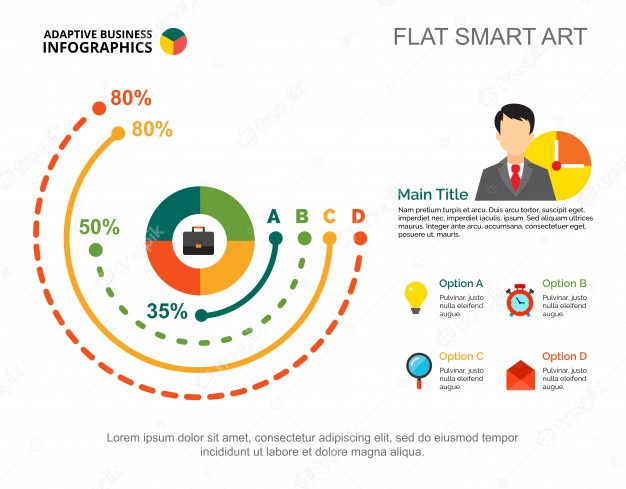 ADAPTIVE BUSINESS
INFOGRAPHICS
FLAT SMART ART
80%
80%
50%
35%
A B C D
Main Title
Nam pretium turpis et arcu. Duis arcu tortor, suscipit
eget, imperdiet nec, imperdiet iaculis, ipsum. Sed aliquam ultrices
mauris. Integer ante arcu, accumsan a, consectetuer eget, posuere
ut, mauris.
Option A
Pulvinar, justo
nulla eleifend
augue.
Option B
Pulvinar, justo
nulla eleifend
augue.
Option C
Pulvinar, justo
nulla eleifend
augue.
Option D
Pulvinar, justo
nulla eleifend
augue.
Lorem ipsum dolor sit amet, consectetur adipiscing elit, sed do eiusmod tempor
incididunt ut labore et dolore magna aliqua.